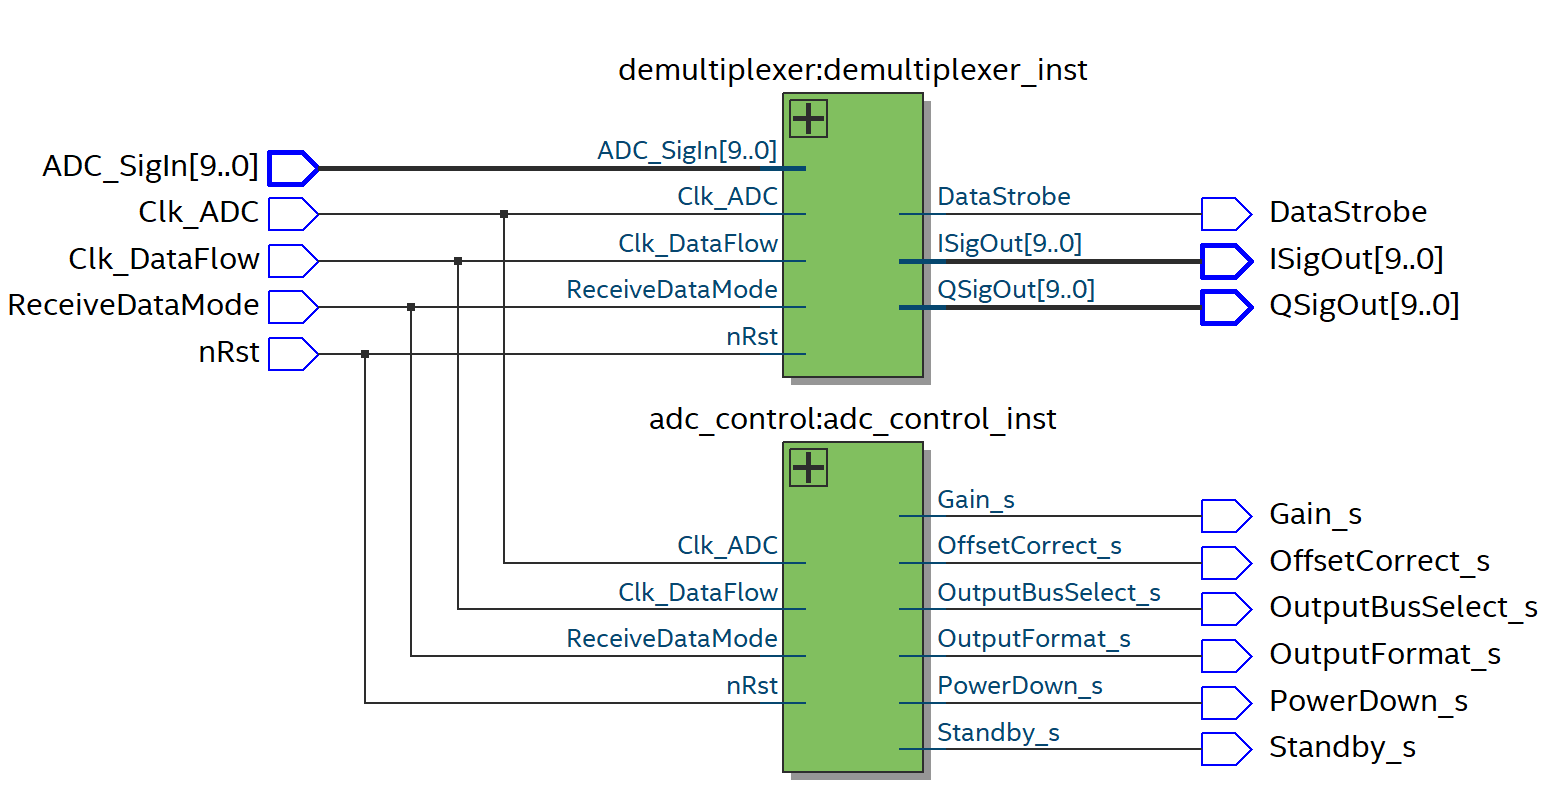 demultiplexer:demultiplexer_inst
ADC_SigIn[9..0]
Clk_ADC
Clk_DataFlow
ReceiveDataMode
nRst
ADC_SigIn[9..0]
Clk_ADC
Clk_DataFlow
ReceiveDataMode
nRst
DataStrobe
ISigOut[9..0]
QSigOut[9..0]
DataStrobe
ISigOut[9..0]
QSigOut[9..0]
adc_control:adc_control_inst
Clk_ADC
Clk_DataFlow
ReceiveDataMode
nRst
Gain_s
OffsetCorrect_s
OutputBusSelect_s
OutputFormat_s
PowerDown_s
Standby_s
Gain_s
OffsetCorrect_s
OutputBusSelect_s
OutputFormat_s
PowerDown_s
Standby_s